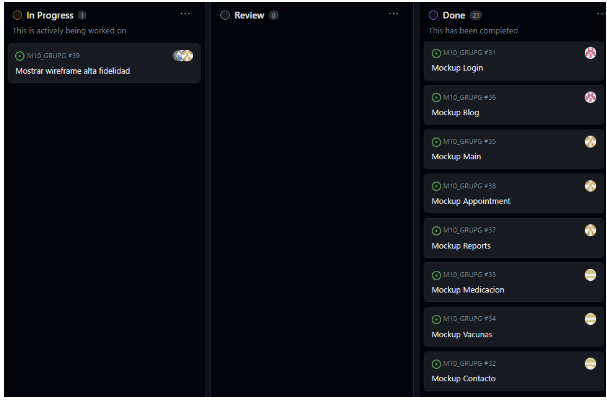 In Progress 1
This is actively being worked on
M10_GRUPG #39
Mostrar wireframe alta fidelidad
Review 0
Done 21
This has been completed
M10_GRUPG #31
Mockup Login
M10_GRUPG #36
Mockup Blog
M10_GRUPG #35
Mockup Main
M10_GRUPG #38
Mockup Appointment
M10_GRUPG #37
Mockup Reports
M10_GRUPG #33
Mockup Medicacion
M10_GRUPG #34
Mockup Vacunas
M10_GRUPG #32
Mockup Contacto